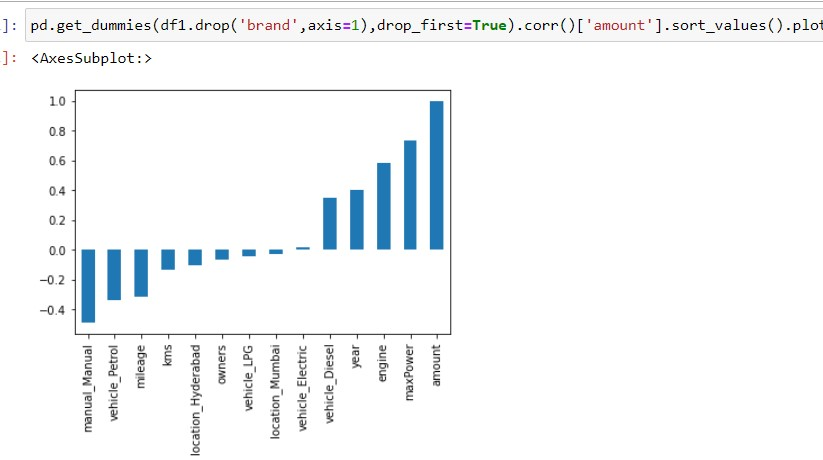 ]: pd.get_dummies(df1.drop('brand',axis=1),drop_first=True).corr()['amount'].sort_values().plot
]: <AxesSubplot:>
1.0
0.8
0.6
0.4
0.2
0.0
−0.2
−0.4
manual_Manual
vehicle_Petrol
mileage
kms
location_Hyderabad
owners
vehicle_LPG
location_Mumbai
vehicle_Electric
vehicle_Diesel
year
engine
maxPower
amount